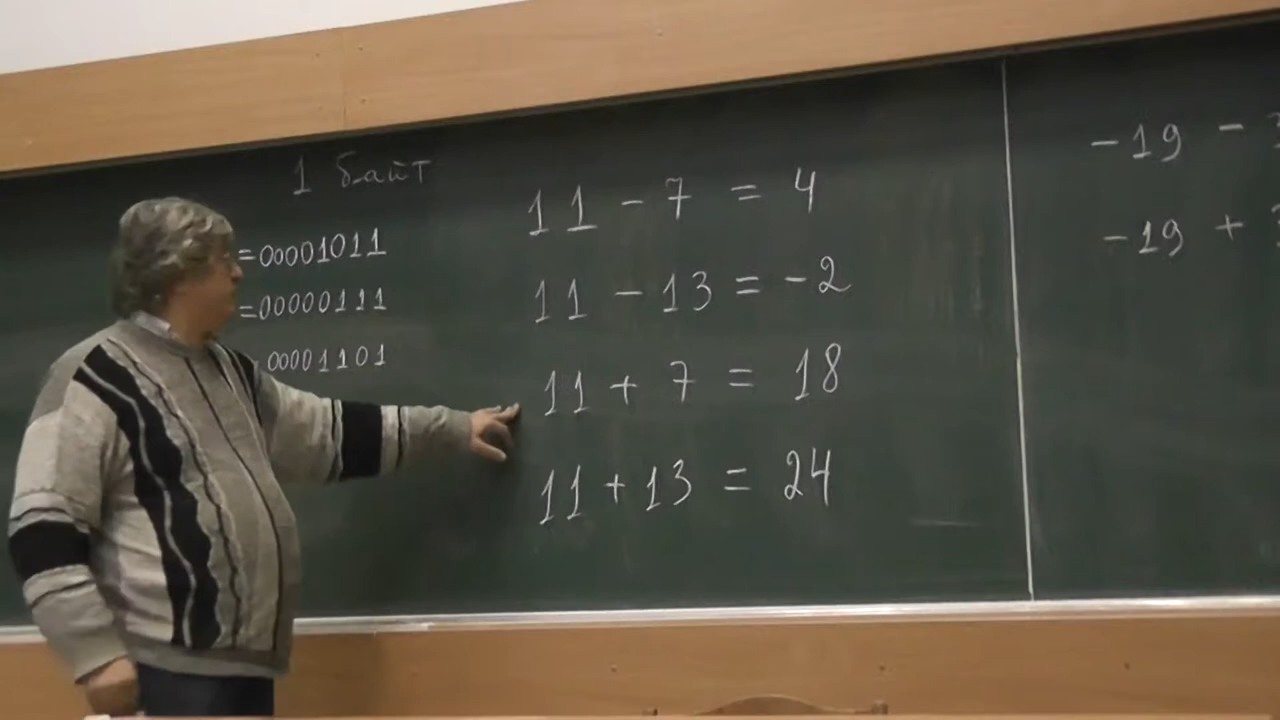 1 байт
=00001011
=00000111
00001101
11 - 7 = 4
11 - 13 = -2
11 + 7 = 18
11 + 13 = 24
-19 -
-19 +